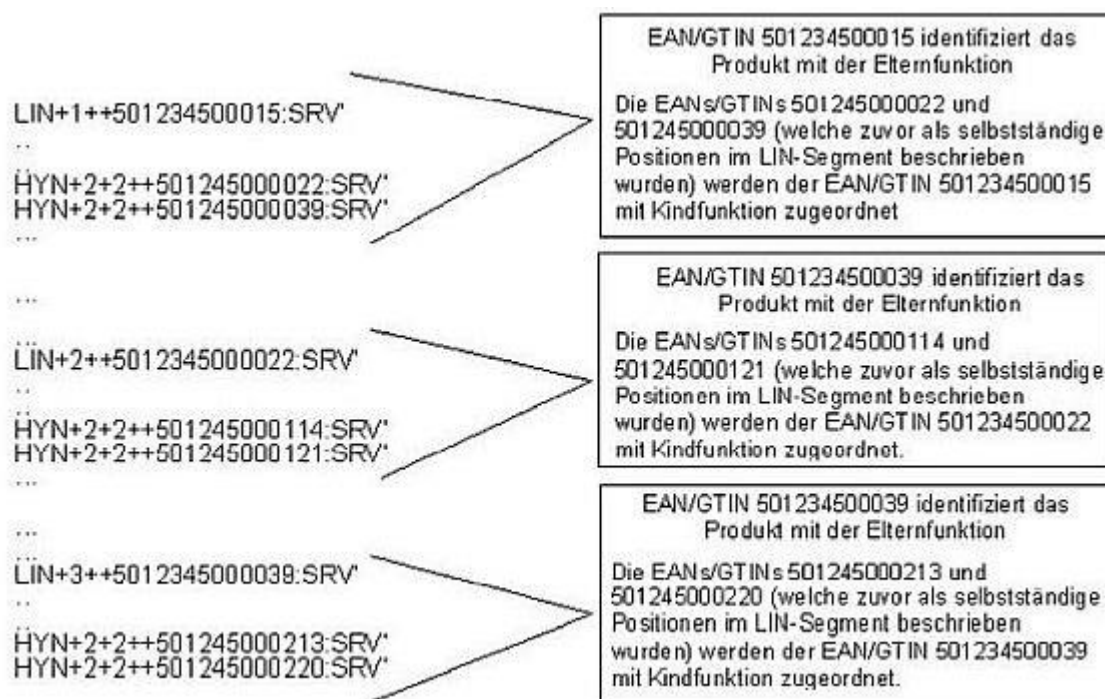 LIN+1++501234500015:SRV'
..
..
HYN+2+2++501245000022:SRV'
HYN+2+2++501245000039:SRV'
...
EAN/GTIN 501234500015 identifiziert das
Produkt mit der Elternfunktion
Die EANs/GTINs 501245000022 und
501245000039 (welche zuvor als selbstständige
Positionen im LIN-Segment beschrieben
wurden) werden der EAN/GTIN 501234500015
mit Kindfunktion zugeordnet
...
...
LIN+2++5012345000022:SRV'
..
..
HYN+2+2++501245000114:SRV'
HYN+2+2++501245000121:SRV'
...
EAN/GTIN 501234500039 identifiziert das
Produkt mit der Elternfunktion
Die EANs/GTINs 501245000114 und
501245000121 (welche zuvor als selbstständige
Positionen im LIN-Segment beschrieben
wurden) werden der EAN/GTIN 501234500022
mit Kindfunktion zugeordnet.
...
...
LIN+3++5012345000039:SRV'
..
..
HYN+2+2++501245000213:SRV'
HYN+2+2++501245000220:SRV'
EAN/GTIN 501234500039 identifiziert das
Produkt mit der Elternfunktion
Die EANs/GTINs 501245000213 und
501245000220 (welche zuvor als selbstständige
Positionen im LIN-Segment beschrieben
wurden) werden der EAN/GTIN 501234500039
mit Kindfunktion zugeordnet.